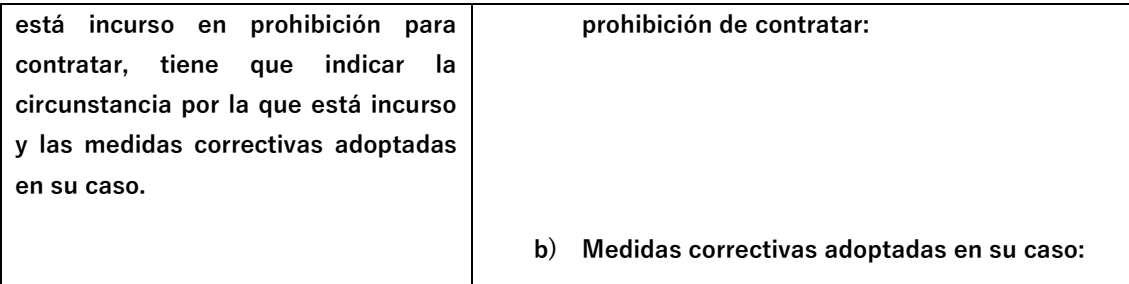 está incurso en prohibición para
contratar, tiene que indicar la
circunstancia por la que está incurso
y las medidas correctivas adoptadas
en su caso.
prohibición de contratar:
b) Medidas correctivas adoptadas en su caso: